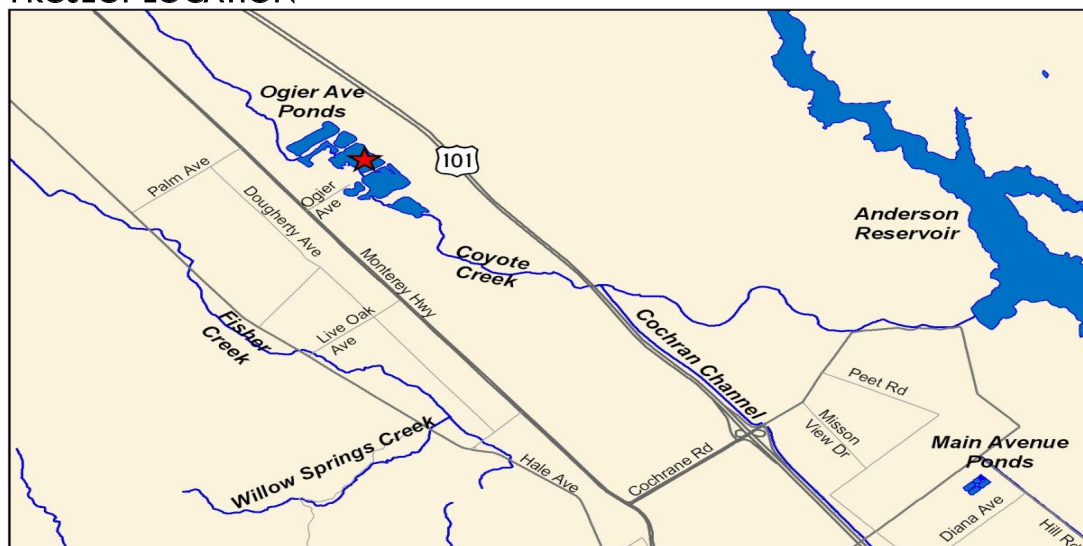 PROJECT LOCATION
Ogier Ave
Ponds
101
Palm Ave
Ogier
Ave
Dougherty Ave
Anderson
Reservoir
Coyote
Creek
Monterey Hwy
Fisher
Creek
Live Oak
Ave
Cochran Channel
Peet Rd
Misson
View Dr
Main Avenue
Ponds
Willow Springs Creek
Hale Ave
Cochrane Rd
Diana Ave
Hill Rd